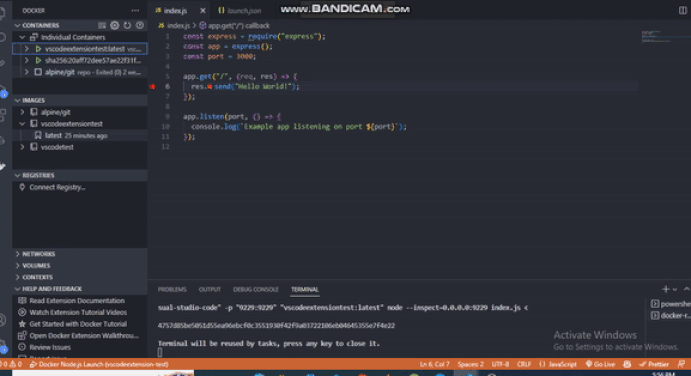 WWW.BANDICAM.COM
DOCKER
index.js
launch.json
CONTAINERS
index.js > app.get("/") callback
Individual Containers
vscodeextensiontest:latest
sha256:20aff72dee57ae22f31f...
alpine/git repo - Exited (0) 2 wee...
IMAGES
alpine/git
vscodeextensiontest
latest 25 minutes ago
vscodetest
REGISTRIES
Connect Registry...
NETWORKS
VOLUMES
CONTEXTS
HELP AND FEEDBACK
Read Extension Documentation
Watch Extension Tutorial Videos
Get Started with Docker Tutorial
Open Docker Extension Walkthrou...
Review Issues
1 const express = require("express");
2 const app = express();
3 const port = 3000;
4
5 app.get("/", (req, res) => {
6 res.send("Hello World!");
7 });
8
9 app.listen(port, () => {
10 console.log(`Example app listening on port ${port}`);
11 });
12
PROBLEMS OUTPUT DEBUG CONSOLE TERMINAL
sual-studio-code" -p "9229:9229" "vscodeextensiontest:latest" node --inspect=0.0.0.0:9229 index.js <
Terminal will be reused by tasks, press any key to close it.
powershe
docker-r...
Activate Windows
Go to Settings to activate Windows.
0 0 Docker Node.js Launch (vscodeextension-test)
Ln 6, Col 7 Spaces: 2 UTF-8 CRLF JavaScript Go Live Prettier